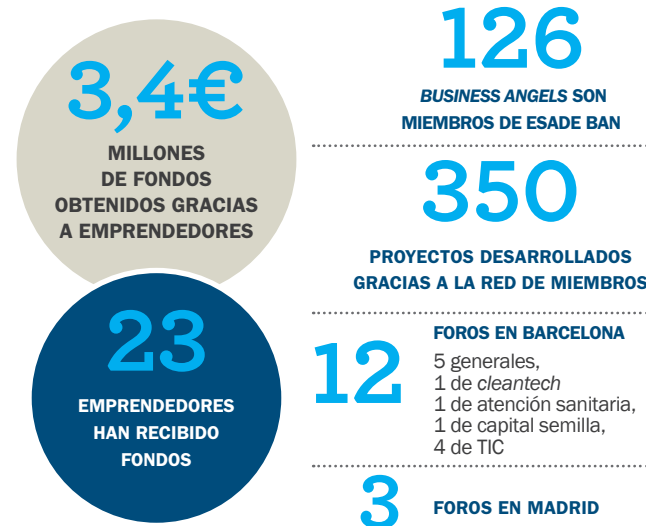 3,4€
MILLONES
DE FONDOS
OBTENIDOS GRACIAS
A EMPRENDEDORES
23
EMPRENDEDORES
HAN RECIBIDO
FONDOS
126
BUSINESS ANGELS SON
MIEMBROS DE ESADE BAN
350
PROYECTOS DESARROLLADOS
GRACIAS A LA RED DE MIEMBROS
12
FOROS EN BARCELONA
5 generales,
1 de cleantech
1 de atención sanitaria,
1 de capital semilla,
4 de TIC
3
FOROS EN MADRID